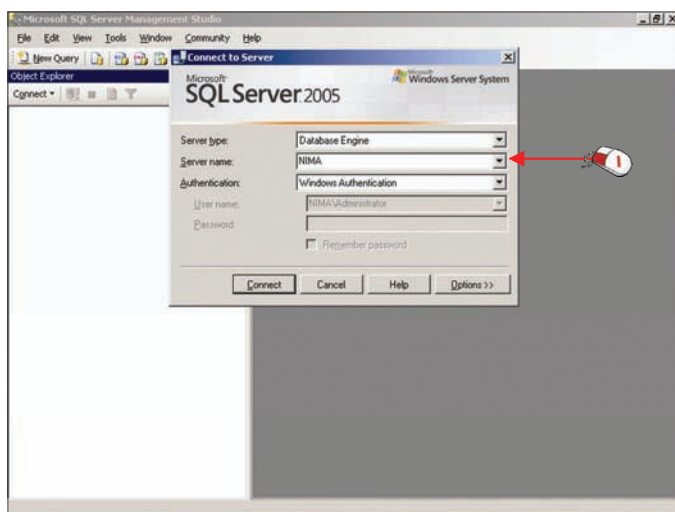 Microsoft SQL Server Management Studio
File Edit View Tools Window Community Help
New Query
Connect to Server
Object Explorer
Connect
Microsoft
SQL Server 2005
Microsoft
Windows Server System
Server type: Database Engine
Server name: NIMA
Authentication: Windows Authentication
User name: NIMA\Administrator
Password:
Remember password
Connect Cancel Help Options >>
۱